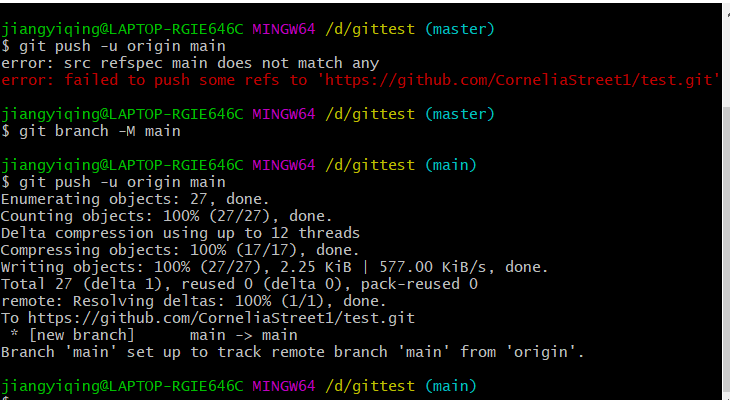 jiangyiqing@LAPTOP-RGIE646C MINGW64 /d/gittest (master)
$ git push -u origin main
error: src refspec main does not match any
error: failed to push some refs to 'https://github.com/CorneliaStreet1/test.git'
jiangyiqing@LAPTOP-RGIE646C MINGW64 /d/gittest (master)
$ git branch -M main
jiangyiqing@LAPTOP-RGIE646C MINGW64 /d/gittest (main)
$ git push -u origin main
Enumerating objects: 27, done.
Counting objects: 100% (27/27), done.
Delta compression using up to 12 threads
Compressing objects: 100% (17/17), done.
Writing objects: 100% (27/27), 2.25 KiB | 577.00 KiB/s, done.
Total 27 (delta 1), reused 0 (delta 0), pack-reused 0
remote: Resolving deltas: 100% (1/1), done.
To https://github.com/CorneliaStreet1/test.git
 * [new branch]      main -> main
Branch 'main' set up to track remote branch 'main' from 'origin'.
jiangyiqing@LAPTOP-RGIE646C MINGW64 /d/gittest (main)